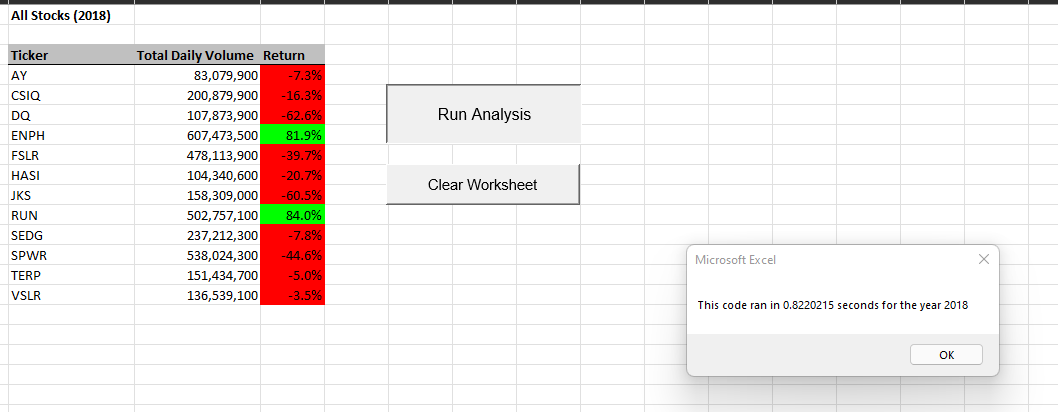 All Stocks (2018)
Ticker Total Daily Volume Return
AY 83,079,900 -7.3%
CSIQ 200,879,900 -16.3%
DQ 107,873,900 -62.6%
ENPH 607,473,500 81.9%
FSLR 478,113,900 -39.7%
HASI 104,340,600 -20.7%
JKS 158,309,000 -60.5%
RUN 502,757,100 84.0%
SEDG 237,212,300 -7.8%
SPWR 538,024,300 -44.6%
TERP 151,434,700 -5.0%
VSLR 136,539,100 -3.5%
Run Analysis
Clear Worksheet
Microsoft Excel
This code ran in 0.8220215 seconds for the year 2018
OK